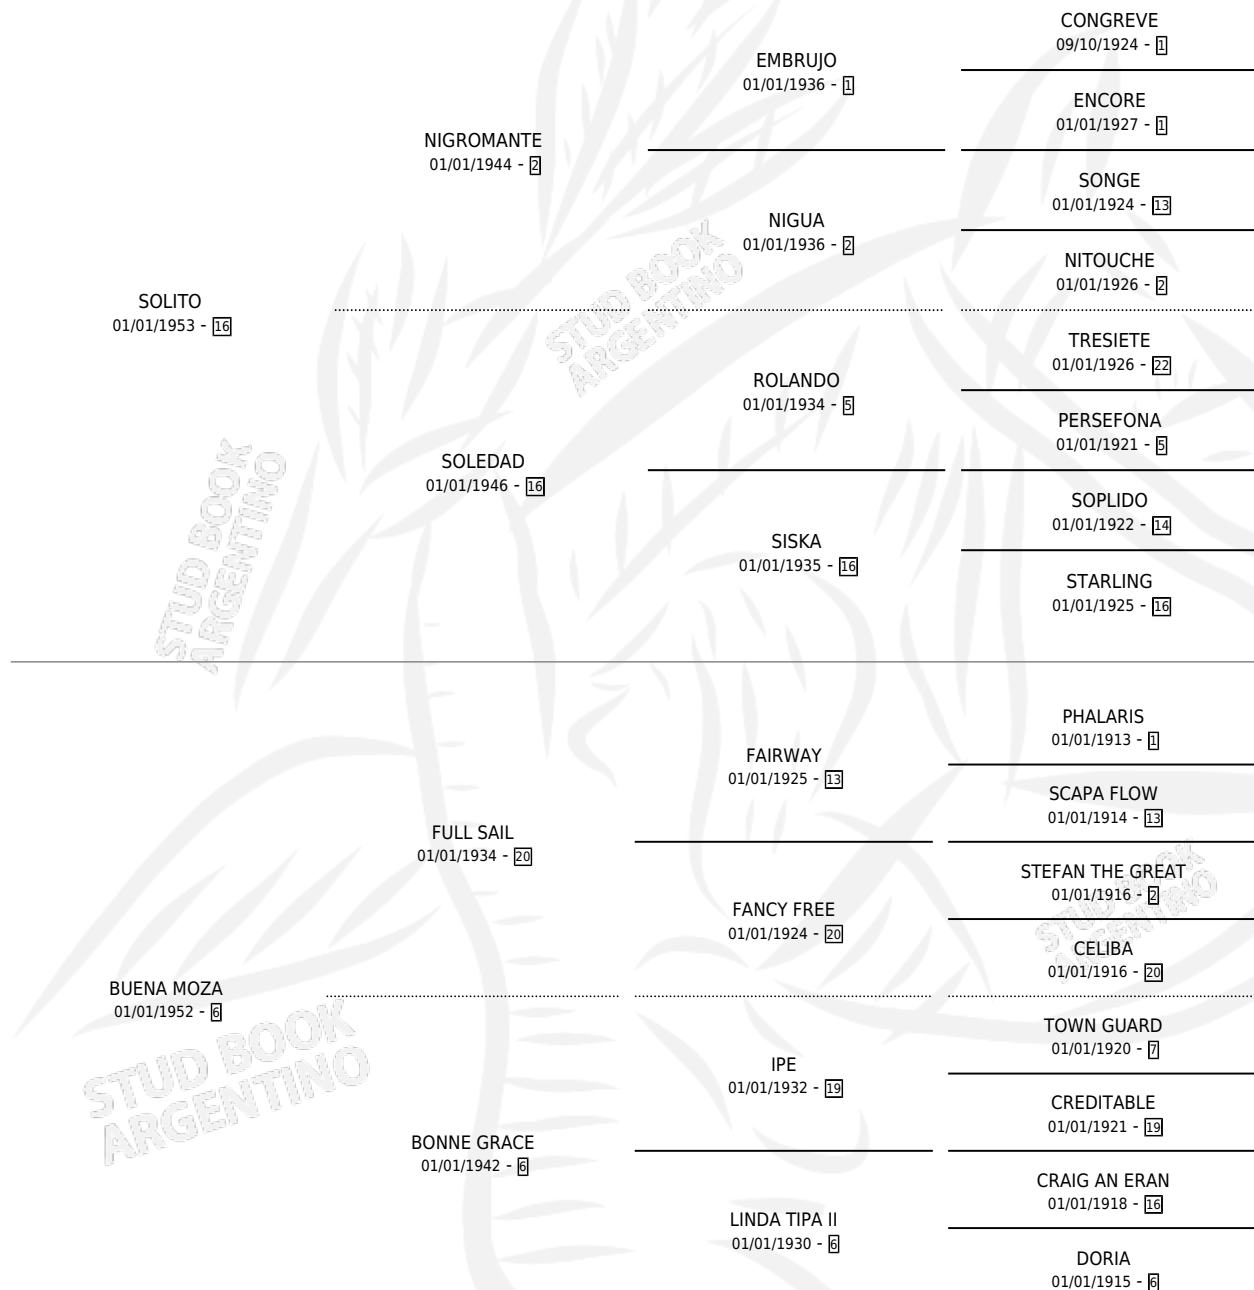 CONGREVE
09/10/1924 - 1
EMBRUJO
01/01/1936 - 1
ENCORE
01/01/1927 - 1
NIGROMANTE
01/01/1944 - 2
SONGE
01/01/1924 - 13
NIGUA
01/01/1936 - 2
NITOUCHE
01/01/1926 - 2
SOLITO
01/01/1953 - 16
TRESIETE
01/01/1926 - 22
ROLANDO
01/01/1934 - 5
PERSEFONA
01/01/1921 - 5
SOLEDAD
01/01/1946 - 16
SOPLIDO
01/01/1922 - 14
SISKA
01/01/1935 - 16
STARLING
01/01/1925 - 16
STUD BOOK
ARGENTINO
STUD BOOK
ARGENTINO
PHALARIS
01/01/1913 - 1
FAIRWAY
01/01/1925 - 13
SCAPA FLOW
01/01/1914 - 13
FULL SAIL
01/01/1934 - 20
STEFAN THE GREAT
01/01/1916 - 2
FANCY FREE
01/01/1924 - 20
CELIBA
01/01/1916 - 20
BUENA MOZA
01/01/1952 - 6
TOWN GUARD
01/01/1920 - 7
IPE
01/01/1932 - 19
CREDITABLE
01/01/1921 - 19
BONNE GRACE
01/01/1942 - 6
CRAIG AN ERAN
01/01/1918 - 16
LINDA TIPA II
01/01/1930 - 6
DORIA
01/01/1915 - 6
STUD BOOK
ARGENTINO
STUD BOOK
ARGENTINO